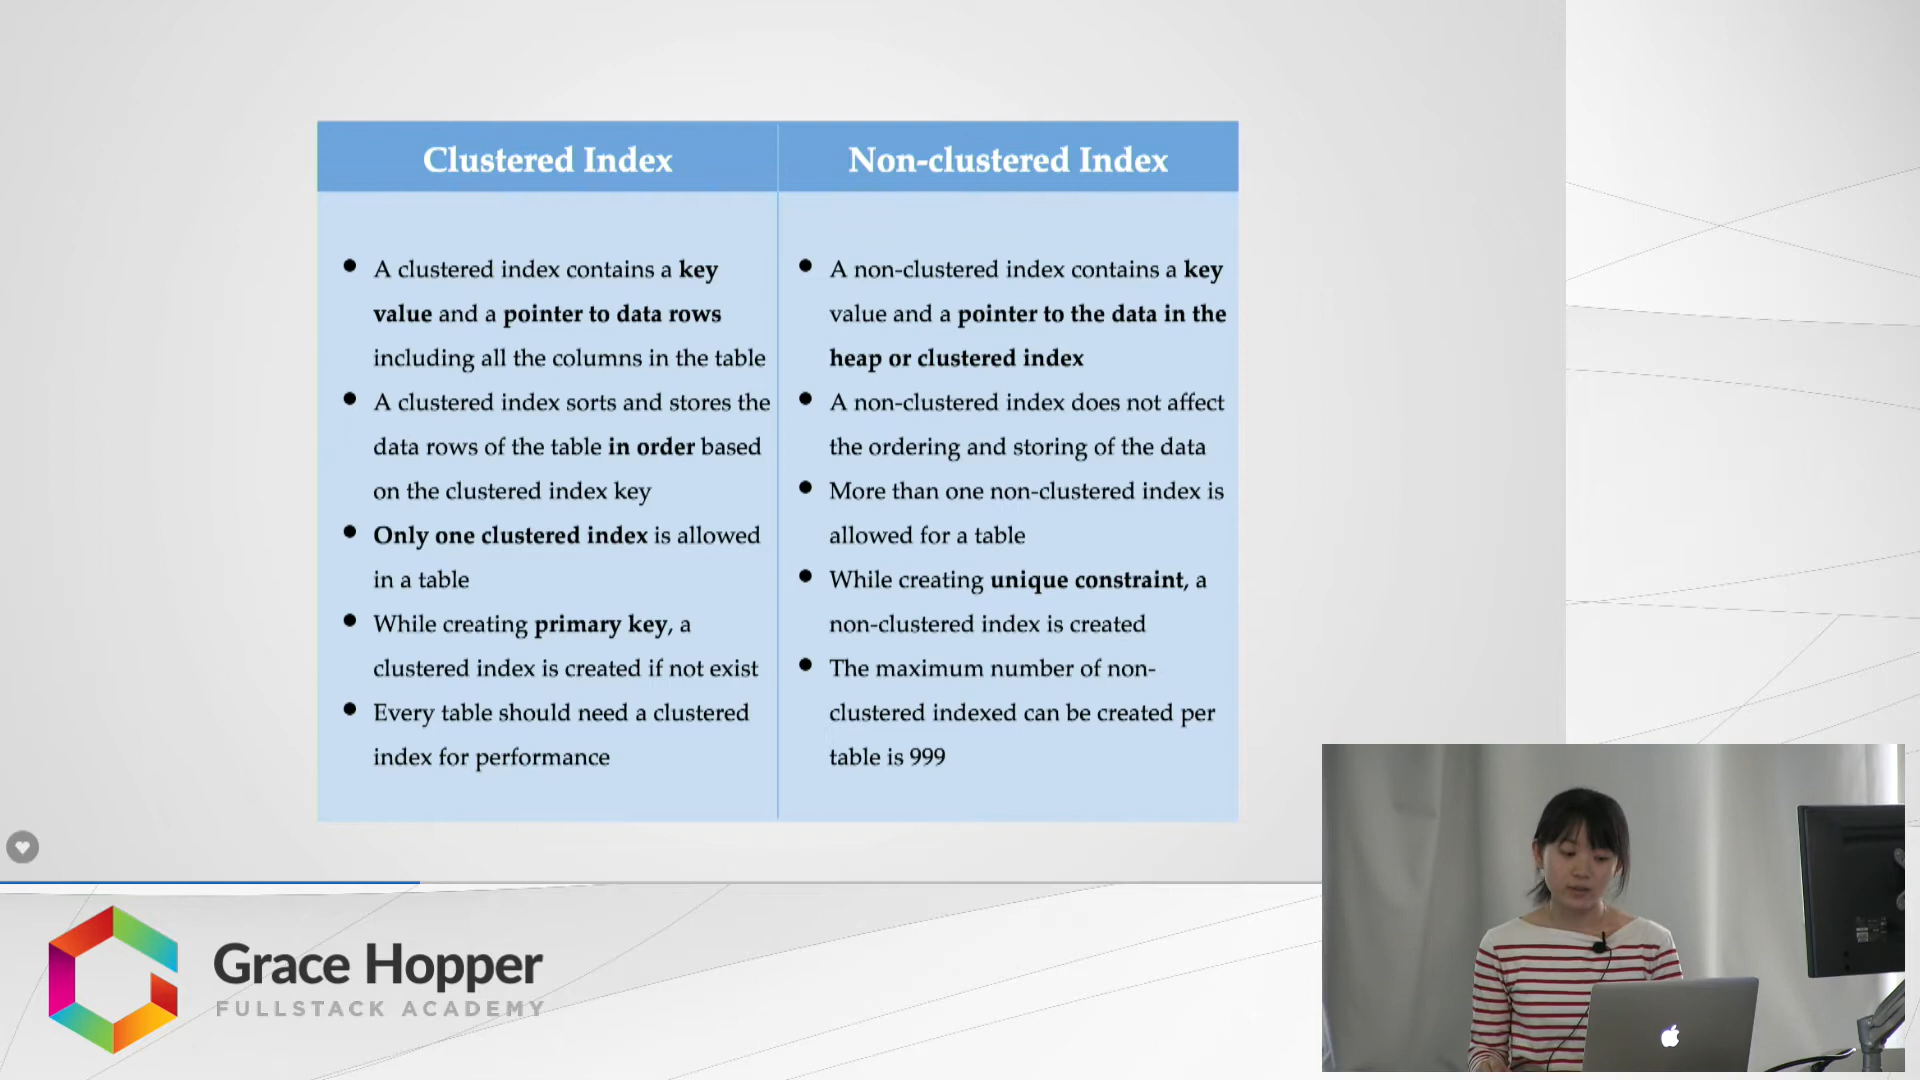 Clustered Index
Non-clustered Index
A clustered index contains a key
value and a pointer to data rows
including all the columns in the table
A clustered index sorts and stores the
data rows of the table in order based
on the clustered index key
Only one clustered index is allowed
in a table
While creating primary key, a
clustered index is created if not exist
Every table should need a clustered
index for performance
A non-clustered index contains a key
value and a pointer to the data in the
heap or clustered index
A non-clustered index does not affect
the ordering and storing of the data
More than one non-clustered index is
allowed for a table
While creating unique constraint, a
non-clustered index is created
The maximum number of non-
clustered indexed can be created per
table is 999
Grace Hopper
FULLSTACK ACADEMY